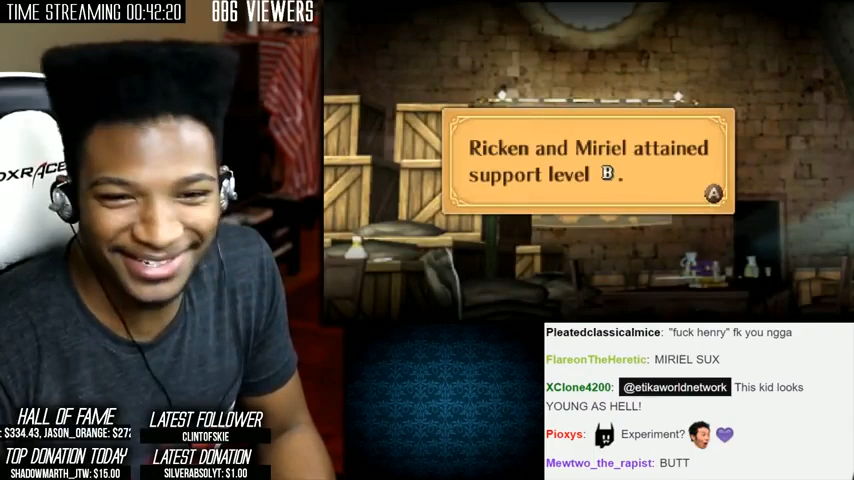 TIME STREAMING 00:42:20
886 VIEWERS
DXRACE
Ricken and Miriel attained
support level B.
A
Pleatedclassicalmice: "fuck henry" fk you ngga
FlareonTheHeretic: MIRIEL SUX
XClone4200: @etikaworldnetwork This kid looks
YOUNG AS HELL!
Pioxys: Experiment?
Mewtwo_the_rapist: BUTT
HALL OF FAME
: $334.43, JASON_ORANGE: $272
TOP DONATION TODAY
SHADOWMARTH_JTW: $15.00
LATEST FOLLOWER
CLINTOFSKIE
LATEST DONATION
SILVERABSOLYT: $1.00